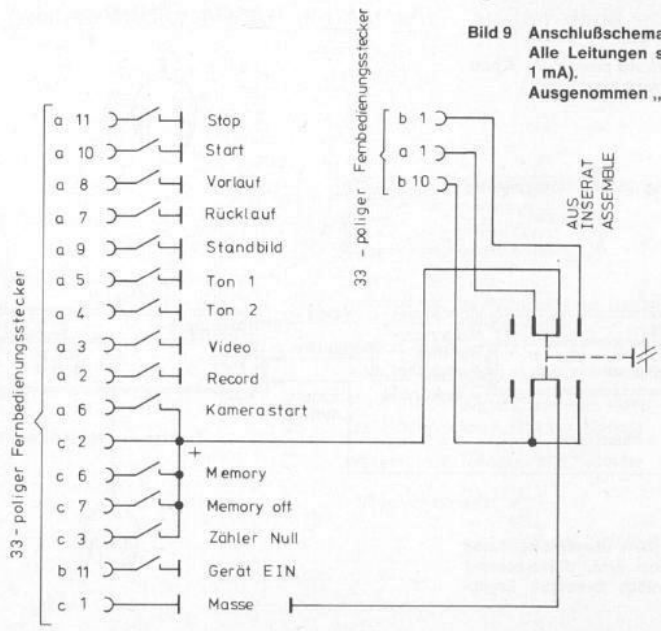 Bild 9 Anschlußschema
Alle Leitungen s
1 mA).
Ausgenommen „
33-poliger Fernbedienungsstecker
a 11 Stop
a 10 Start
a 8 Vorlauf
a 7 Rücklauf
a 9 Standbild
a 5 Ton 1
a 4 Ton 2
a 3 Video
a 2 Record
a 6 Kamerastart
c 2 +
c 6 Memory
c 7 Memory off
c 3 Zähler Null
b 11 Gerät EIN
c 1 Masse
33 - poliger Fernbedienungsstecker
b 1
a 1
b 10
AUS
INSERAT
ASSEMBLE